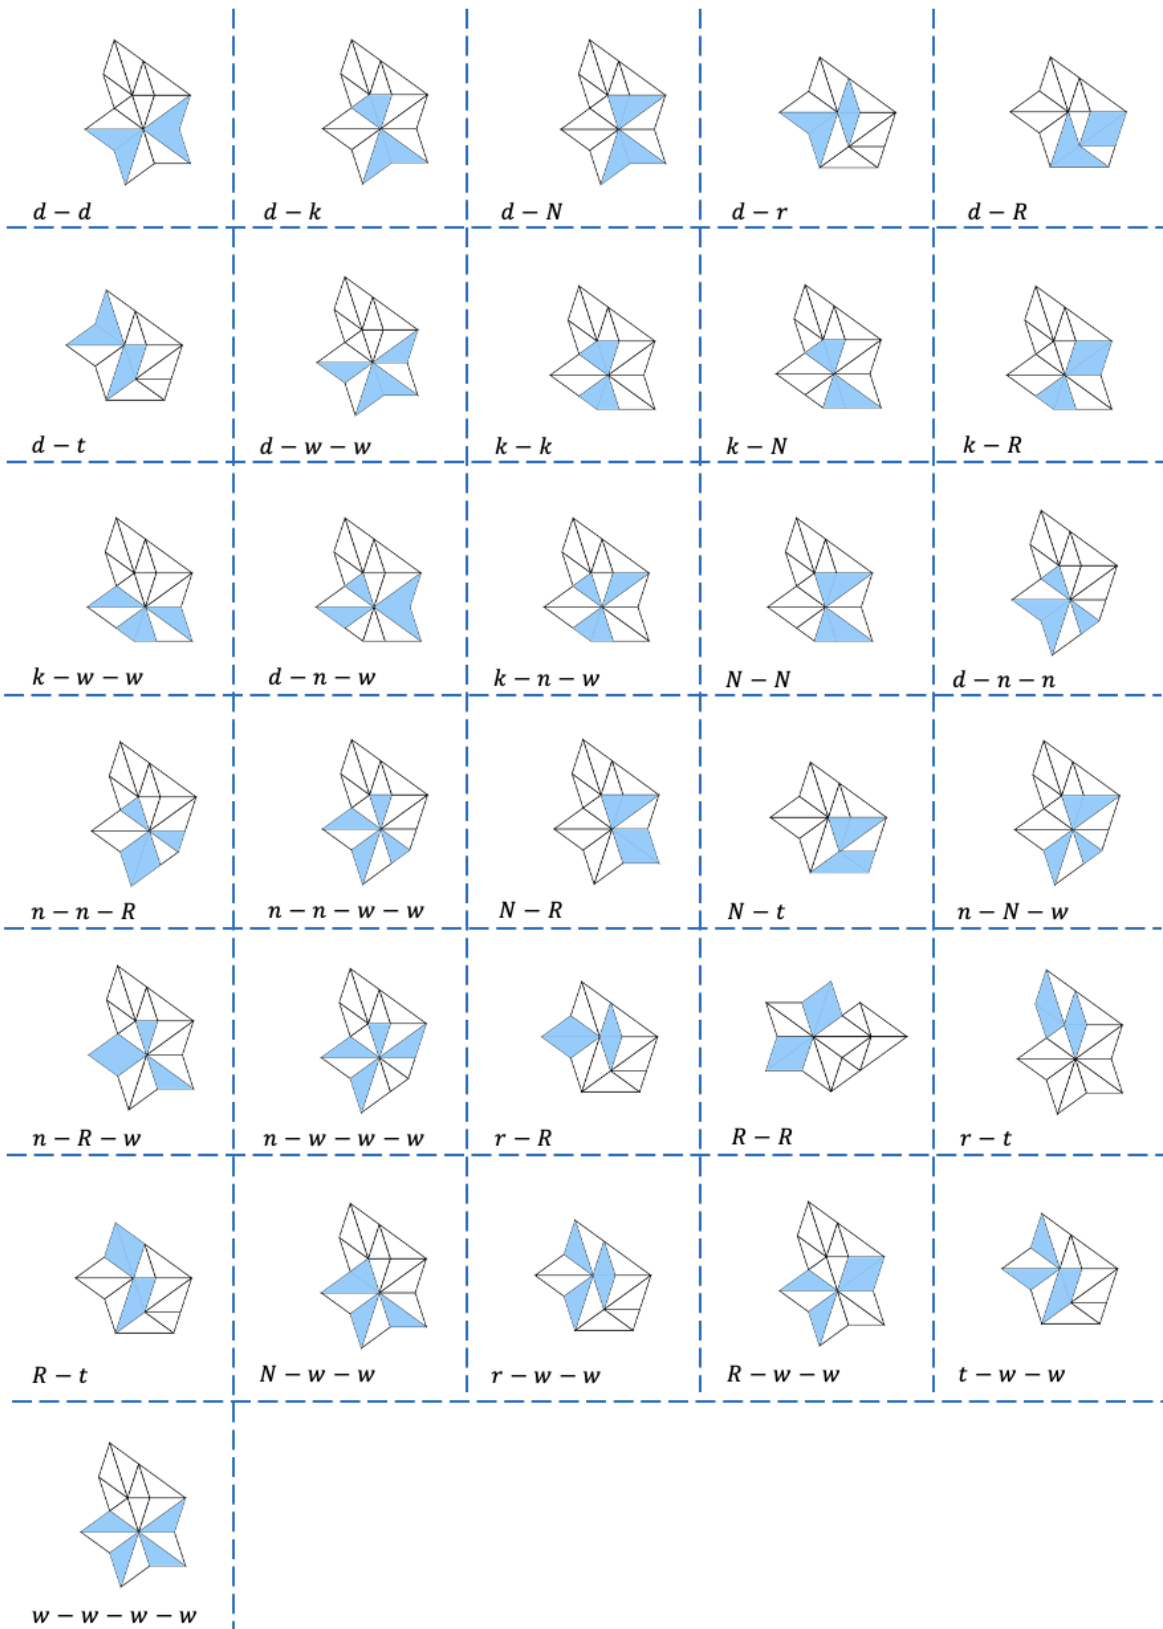 d − d
d − k
d − N
d − r
d − R
d − t
d − w − w
k − k
k − N
k − R
k − w − w
d − n − w
k − n − w
N − N
d − n − n
n − n − R
n − n − w − w
N − R
N − t
n − N − w
n − R − w
n − w − w − w
r − R
R − R
r − t
R − t
N − w − w
r − w − w
R − w − w
t − w − w
w − w − w − w